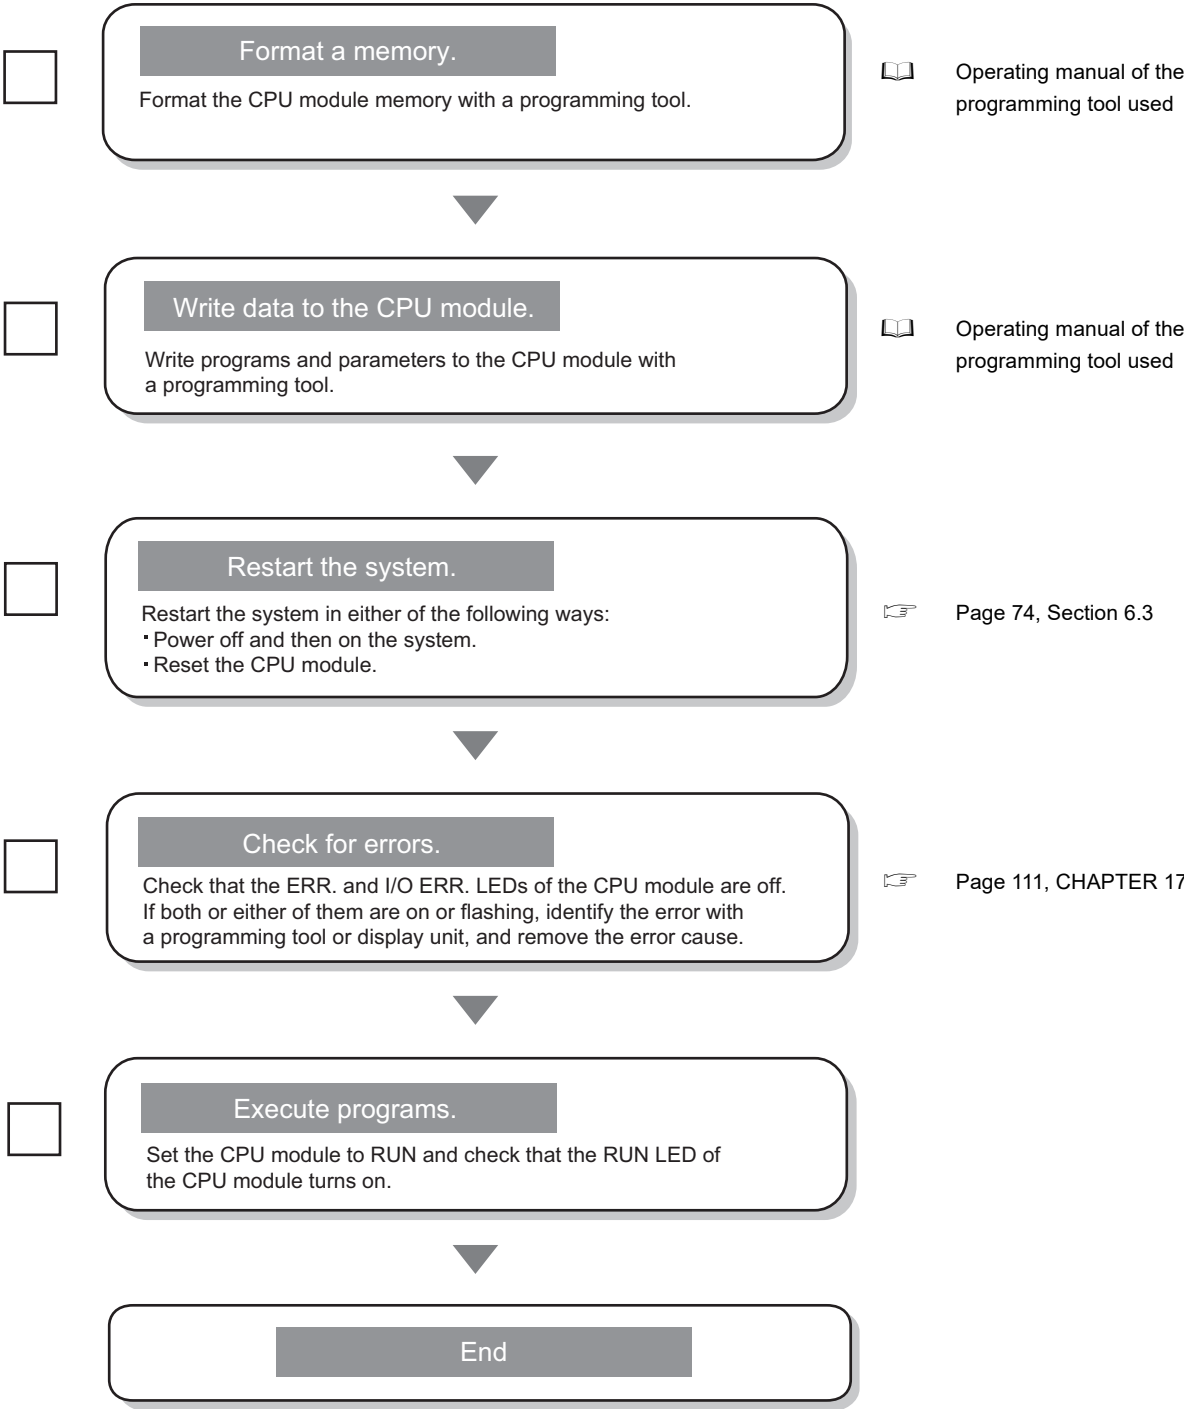 Format a memory.
Format the CPU module memory with a programming tool.
Operating manual of the
programming tool used
Write data to the CPU module.
Write programs and parameters to the CPU module with
a programming tool.
Operating manual of the
programming tool used
Restart the system.
Restart the system in either of the following ways:
▪ Power off and then on the system.
▪ Reset the CPU module.
Page 74, Section 6.3
Check for errors.
Check that the ERR. and I/O ERR. LEDs of the CPU module are off.
If both or either of them are on or flashing, identify the error with
a programming tool or display unit, and remove the error cause.
Page 111, CHAPTER 17
Execute programs.
Set the CPU module to RUN and check that the RUN LED of
the CPU module turns on.
End